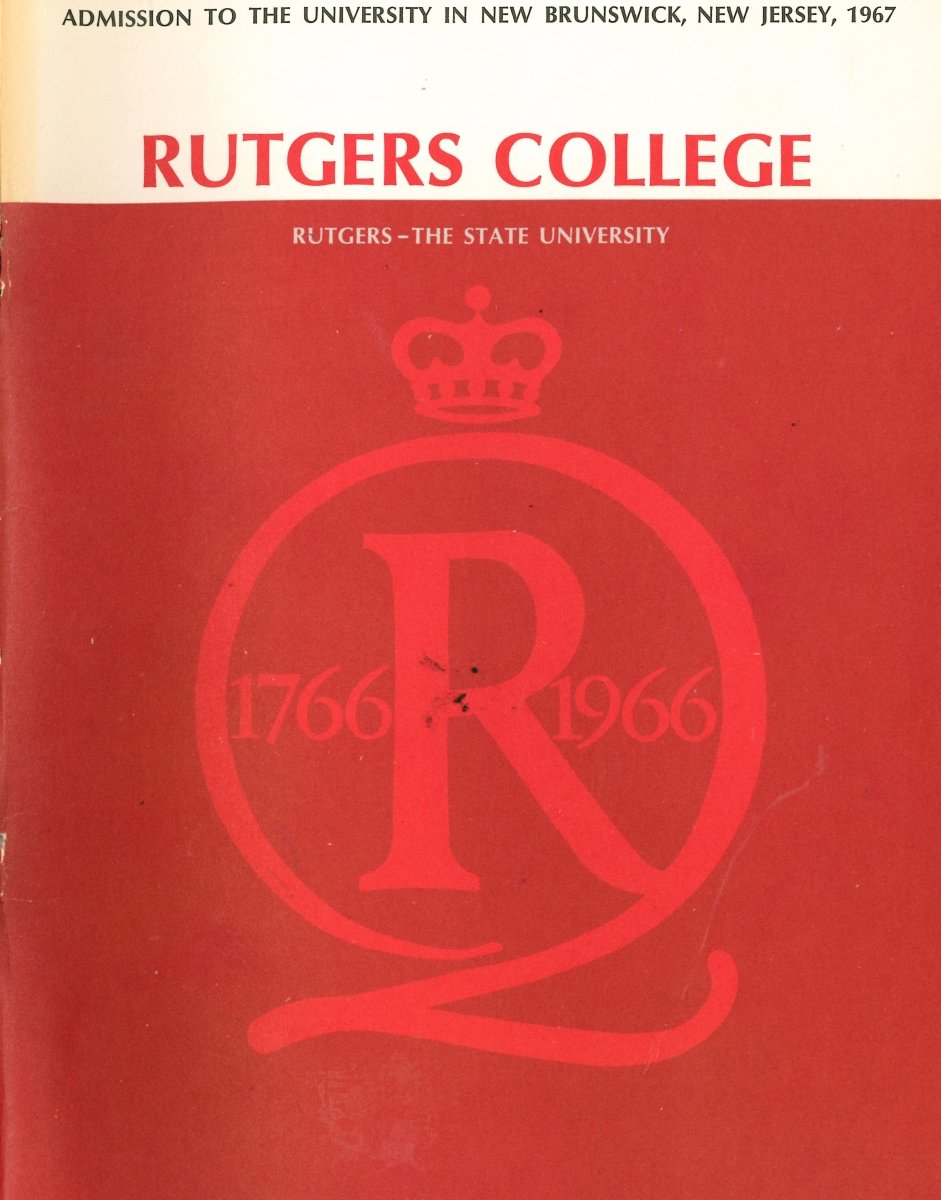 ADMISSION TO THE UNIVERSITY IN NEW BRUNSWICK, NEW JERSEY, 1967
RUTGERS COLLEGE
RUTGERS–THE STATE UNIVERSITY
R
1766 1966